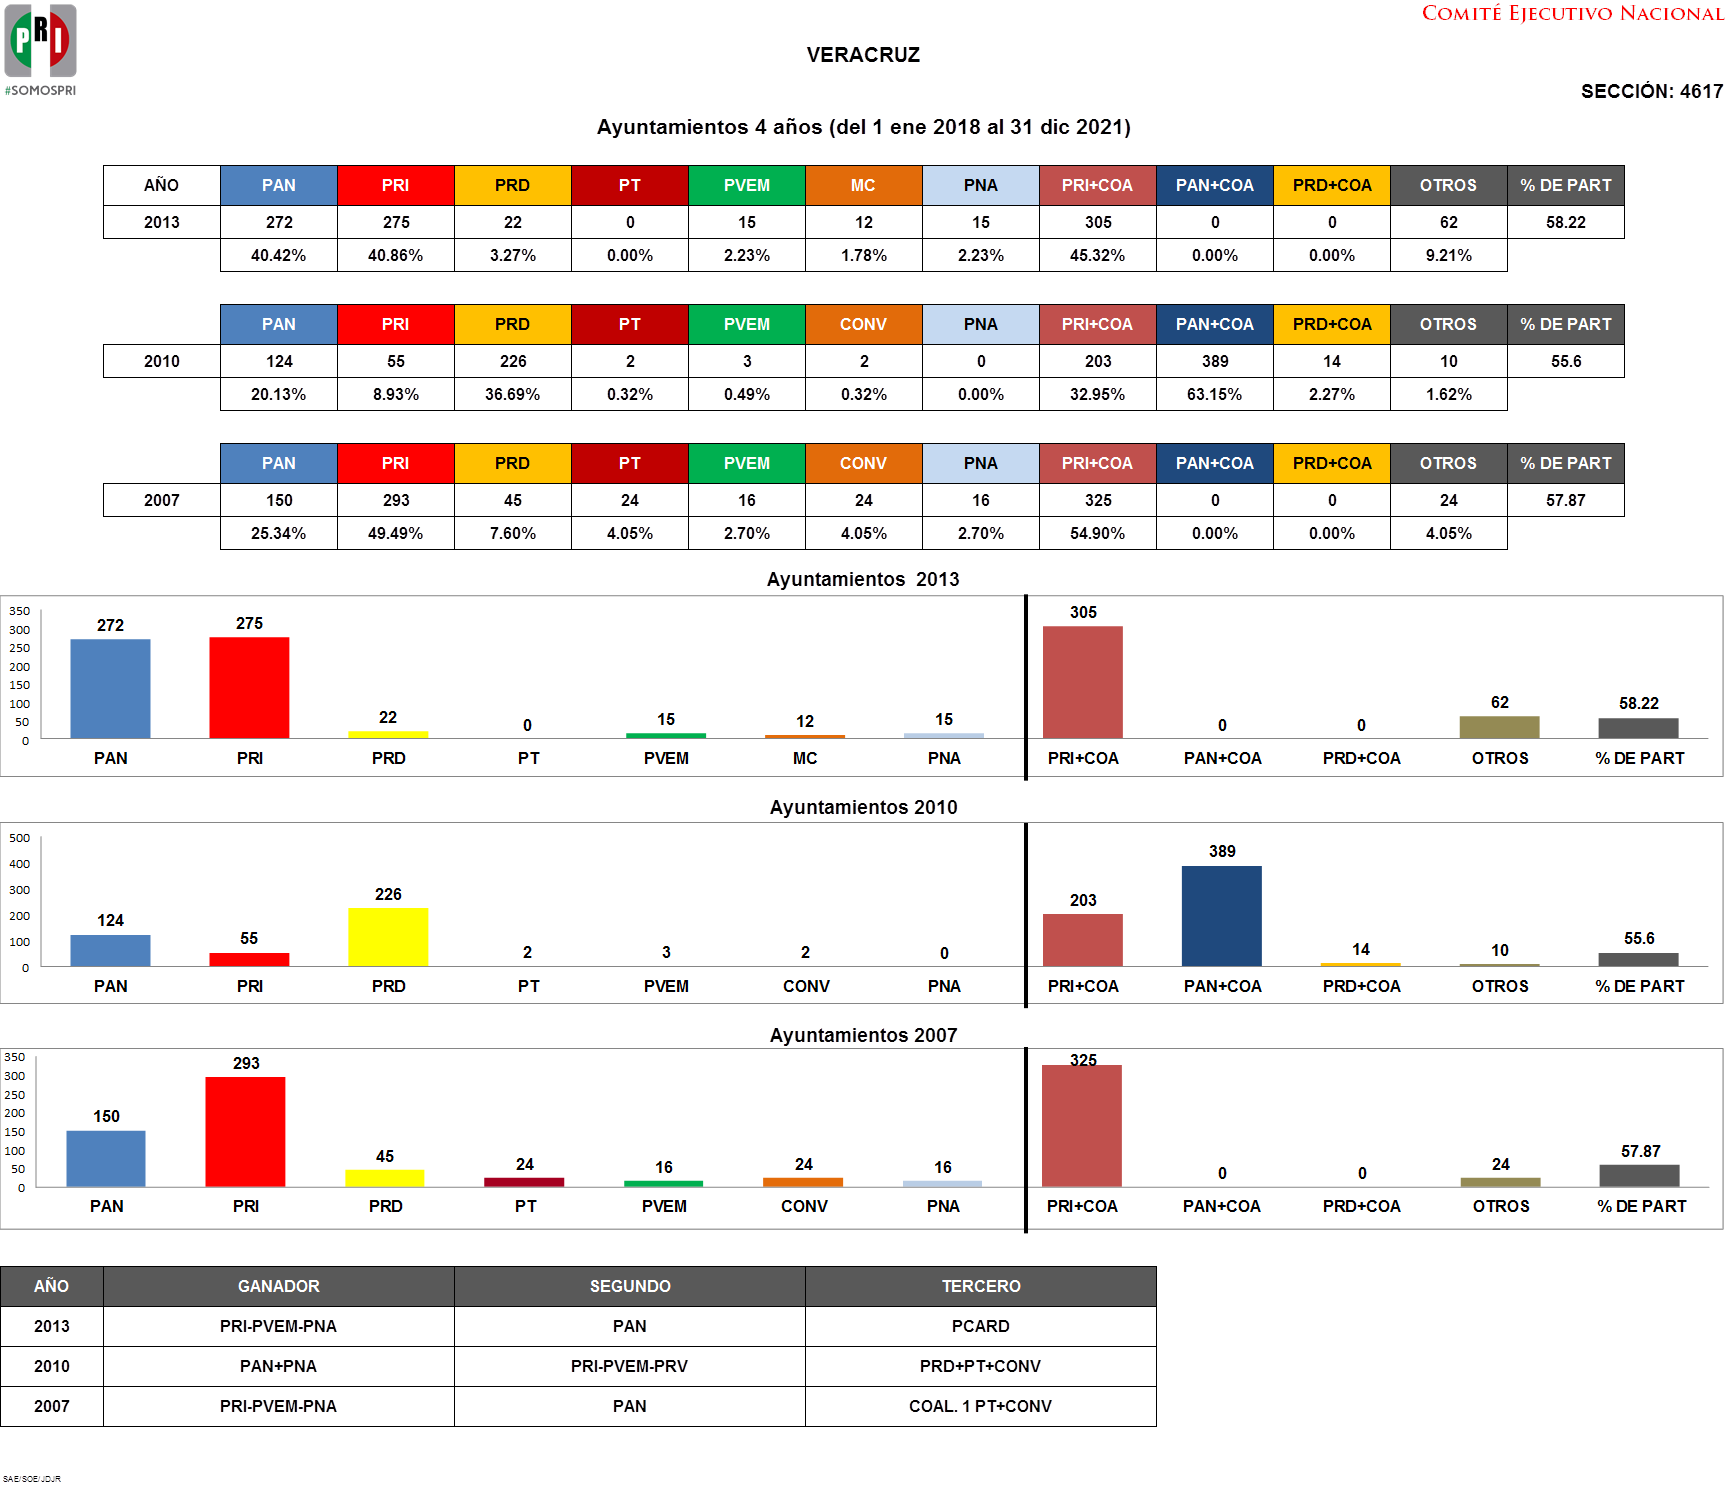 PRI
#SOMOSPRI
COMITÉ EJECUTIVO NACIONAL
VERACRUZ
SECCIÓN: 4617
Ayuntamientos 4 años (del 1 ene 2018 al 31 dic 2021)
AÑO PAN PRI PRD PT PVEM MC PNA PRI+COA PAN+COA PRD+COA OTROS % DE PART
2013 272 275 22 0 15 12 15 305 0 0 62 58.22
40.42% 40.86% 3.27% 0.00% 2.23% 1.78% 2.23% 45.32% 0.00% 0.00% 9.21%
PAN PRI PRD PT PVEM CONV PNA PRI+COA PAN+COA PRD+COA OTROS % DE PART
2010 124 55 226 2 3 2 0 203 389 14 10 55.6
20.13% 8.93% 36.69% 0.32% 0.49% 0.32% 0.00% 32.95% 63.15% 2.27% 1.62%
PAN PRI PRD PT PVEM CONV PNA PRI+COA PAN+COA PRD+COA OTROS % DE PART
2007 150 293 45 24 16 24 16 325 0 0 24 57.87
25.34% 49.49% 7.60% 4.05% 2.70% 4.05% 2.70% 54.90% 0.00% 0.00% 4.05%
Ayuntamientos 2013
350
300
250
200
150
100
50
0
272 275 22 0 15 12 15 305 0 0 62 58.22
PAN PRI PRD PT PVEM MC PNA PRI+COA PAN+COA PRD+COA OTROS % DE PART
Ayuntamientos 2010
500
400
300
200
100
0
124 55 226 2 3 2 0 203 389 14 10 55.6
PAN PRI PRD PT PVEM CONV PNA PRI+COA PAN+COA PRD+COA OTROS % DE PART
Ayuntamientos 2007
350
300
250
200
150
100
50
0
150 293 45 24 16 24 16 325 0 0 24 57.87
PAN PRI PRD PT PVEM CONV PNA PRI+COA PAN+COA PRD+COA OTROS % DE PART
AÑO GANADOR SEGUNDO TERCERO
2013 PRI-PVEM-PNA PAN PCARD
2010 PAN+PNA PRI-PVEM-PRV PRD+PT+CONV
2007 PRI-PVEM-PNA PAN COAL. 1 PT+CONV
SAE/SOE/JDJR